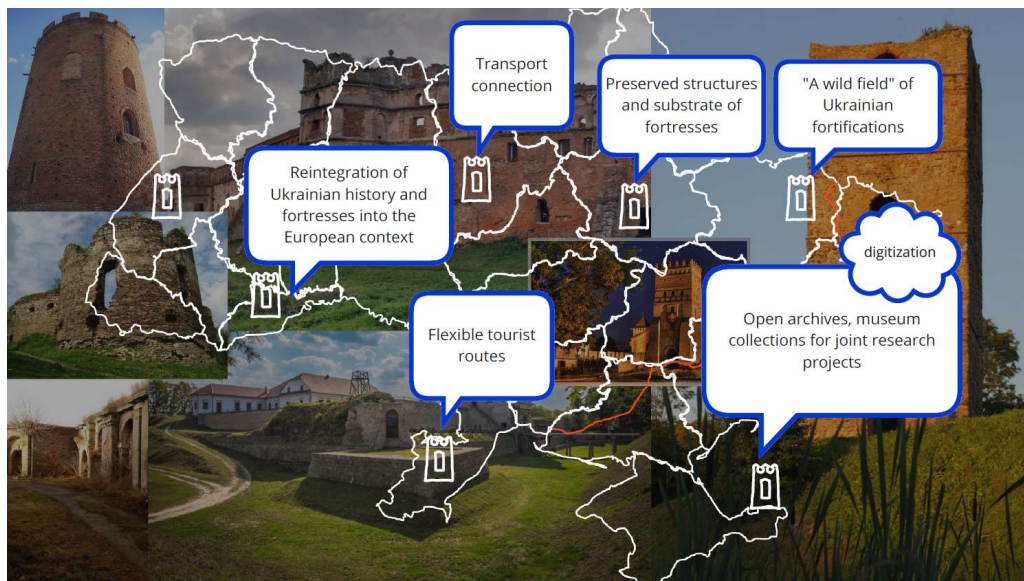 Transport
connection
Preserved structures
and substrate of
fortresses
"A wild field" of
Ukrainian
fortifications
Reintegration of
Ukrainian history and
fortresses into the
European context
digitization
Flexible tourist
routes
Open archives, museum
collections for joint research
projects